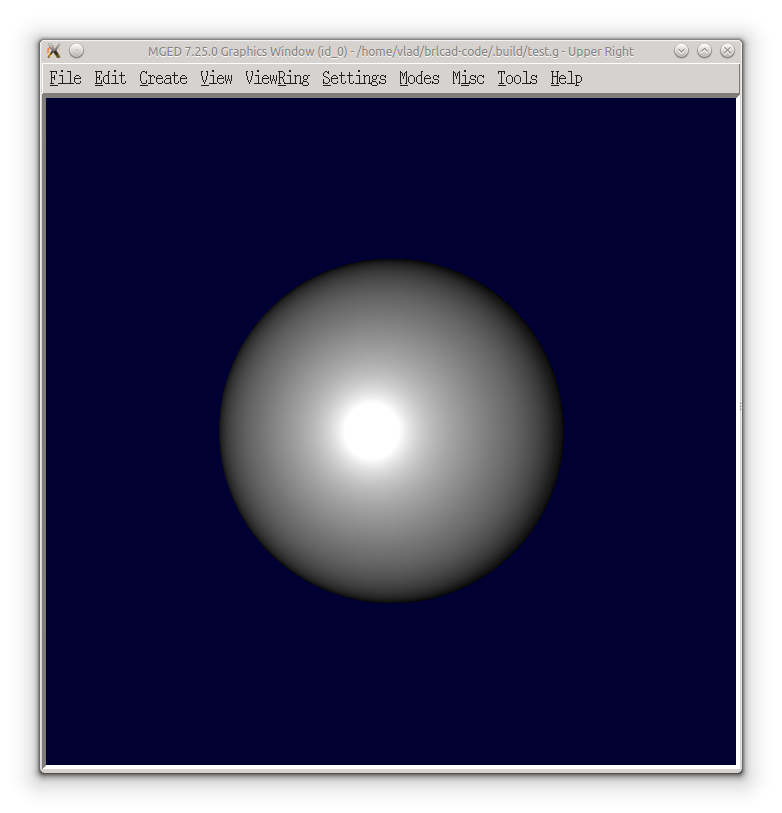 MGED 7.25.0 Graphics Window (id_0) - /home/vlad/brlcad-code/.build/test.g - Upper Right
File Edit Create View ViewRing Settings Modes Misc Tools Help